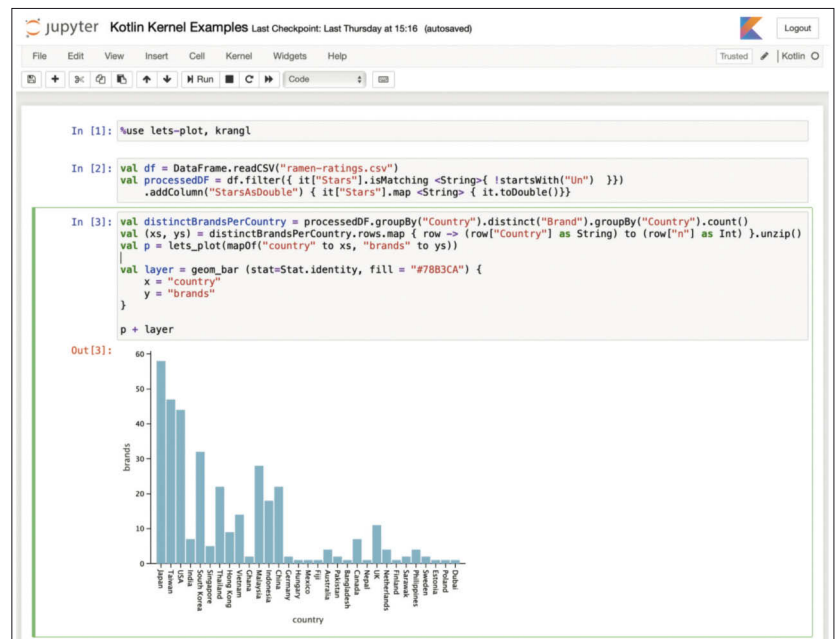 jupyter Kotlin Kernel Examples Last Checkpoint: Last Thursday at 15:16 (autosaved)
Logout
File Edit View Insert Cell Kernel Widgets Help
Trusted Kotlin
Run Code
In [1]: %use lets-plot, krangl
In [2]: val df = DataFrame.readCSV("ramen-ratings.csv")
val processedDF = df.filter({ it["Stars"].isMatching <String>{ !startsWith("Un") }})
.addColumn("StarsAsDouble") { it["Stars"].map <String> { it.toDouble()}}
In [3]: val distinctBrandsPerCountry = processedDF.groupBy("Country").distinct("Brand").groupBy("Country").count()
val (xs, ys) = distinctBrandsPerCountry.rows.map { row -> (row["Country"] as String) to (row["n"] as Int) }.unzip()
val p = lets_plot(mapOf("country" to xs, "brands" to ys))
val layer = geom_bar (stat=Stat.identity, fill = "#78B3CA") {
x = "country"
y = "brands"
}
p + layer
Out[3]:
60
50
40
30
20
10
0
brands
Japan
Taiwan
USA
India
South Korea
Singapore
Thailand
Hong Kong
Vietnam
Ghana
Malaysia
Indonesia
China
Germany
Hungary
Mexico
Fiji
Australia
Pakistan
Bangladesh
Canada
Nepal
UK
Netherlands
Finland
Sarawak
Philippines
Sweden
Estonia
Poland
Dubai
country